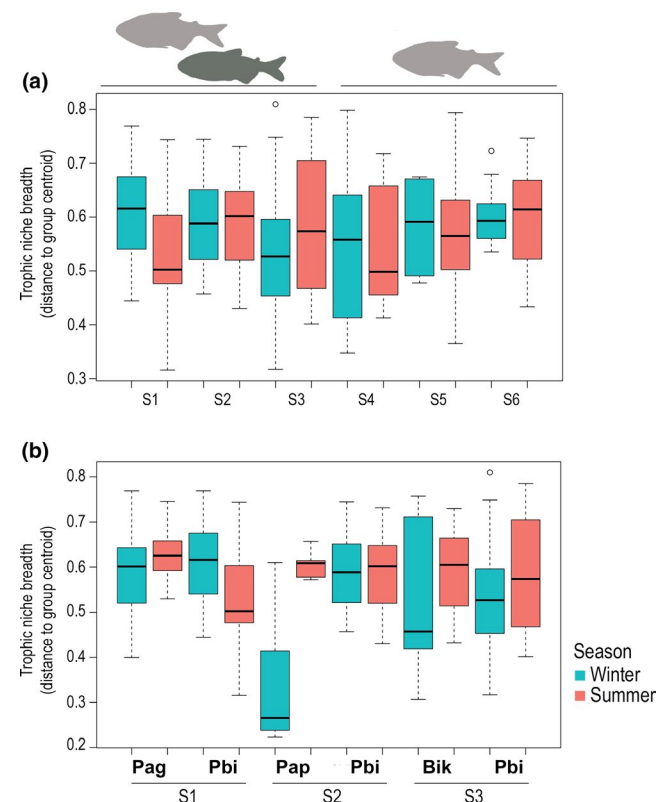 (a)
Trophic niche breadth
(distance to group centroid)
0.8
0.7
0.6
0.5
0.4
0.3
S1 S2 S3 S4 S5 S6
(b)
Trophic niche breadth
(distance to group centroid)
0.8
0.7
0.6
0.5
0.4
0.3
0.2
Season
Winter
Summer
Pag Pbi Pap Pbi Bik Pbi
S1 S2 S3